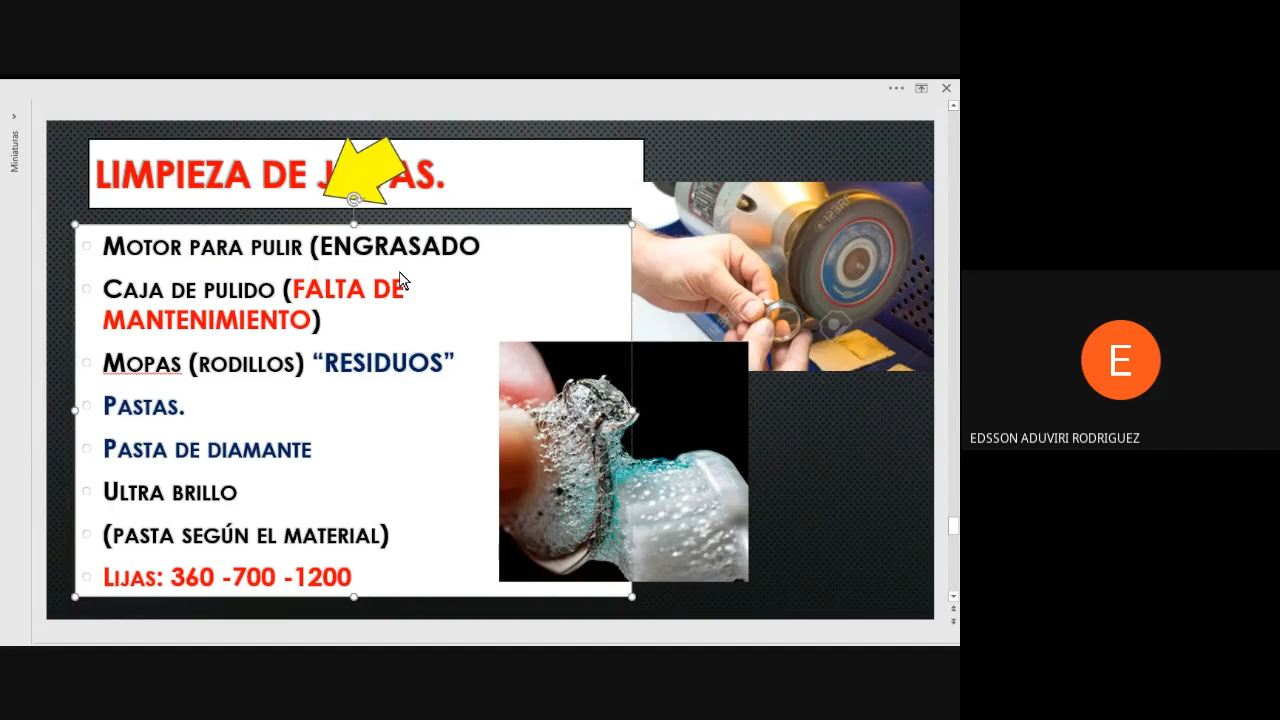 Miniaturas
LIMPIEZA DE AS.
MOTOR PARA PULIR (ENGRASADO
CAJA DE PULIDO (FALTA DE
MANTENIMIENTO)
MOPAS (RODILLOS) “RESIDUOS”
PASTAS.
PASTA DE DIAMANTE
ULTRA BRILLO
(PASTA SEGÚN EL MATERIAL)
LIJAS: 360 -700 -1200
E
EDSSON ADUVIRI RODRIGUEZ